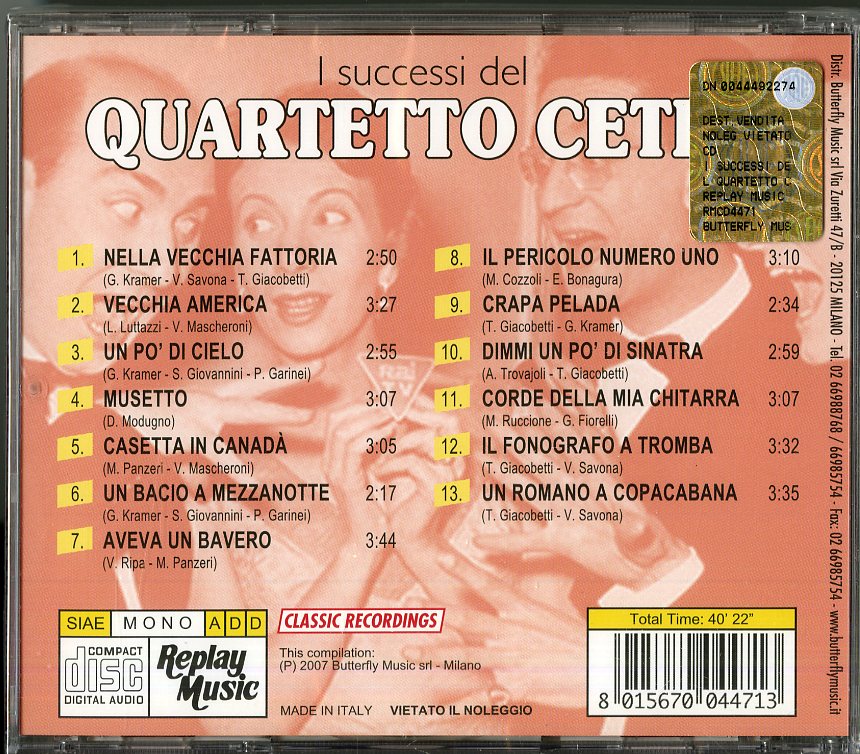 I successi del
QUARTETTO CET
DN 0044492274
DEST.VENDITA
NOLEG VIETATO
CD
I SUCCESSI DE
L QUARTETTO C
REPLAY MUSIC
RMCD4471
BUTTERFLY MUS
1. NELLA VECCHIA FATTORIA 2:50
(G. Kramer - V. Savona - T. Giacobetti)
2. VECCHIA AMERICA 3:27
(L. Luttazzi - V. Mascheroni)
3. UN PO' DI CIELO 2:55
(G. Kramer - S. Giovannini - P. Garinei)
4. MUSETTO 3:07
(D. Modugno)
5. CASETTA IN CANADÀ 3:05
(M. Panzeri - V. Mascheroni)
6. UN BACIO A MEZZANOTTE 2:17
(G. Kramer - S. Giovannini - P. Garinei)
7. AVEVA UN BAVERO 3:44
(V. Ripa - M. Panzeri)
8. IL PERICOLO NUMERO UNO 3:10
(M. Cozzoli - E. Bonagura)
9. CRAPA PELADA 2:34
(T. Giacobetti - G. Kramer)
10. DIMMI UN PO' DI SINATRA 2:59
(A. Trovajoli - T. Giacobetti)
11. CORDE DELLA MIA CHITARRA 3:07
(M. Ruccione - G. Fiorelli)
12. IL FONOGRAFO A TROMBA 3:32
(T. Giacobetti - V. Savona)
13. UN ROMANO A COPACABANA 3:35
(T. Giacobetti - V. Savona)
SIAE MONO A D D
COMPACT
disc
DIGITAL AUDIO
Replay
Music
CLASSIC RECORDINGS
This compilation:
(P) 2007 Butterfly Music srl - Milano
MADE IN ITALY VIETATO IL NOLEGGIO
Total Time: 40' 22"
8 015670 044713
Distr. Butterfly Music srl Via Zuretti 47/B - 20125 MILANO - Tel. 02 66988768 / 66985754 - Fax: 02 66985754 - www.butterflymusic.it